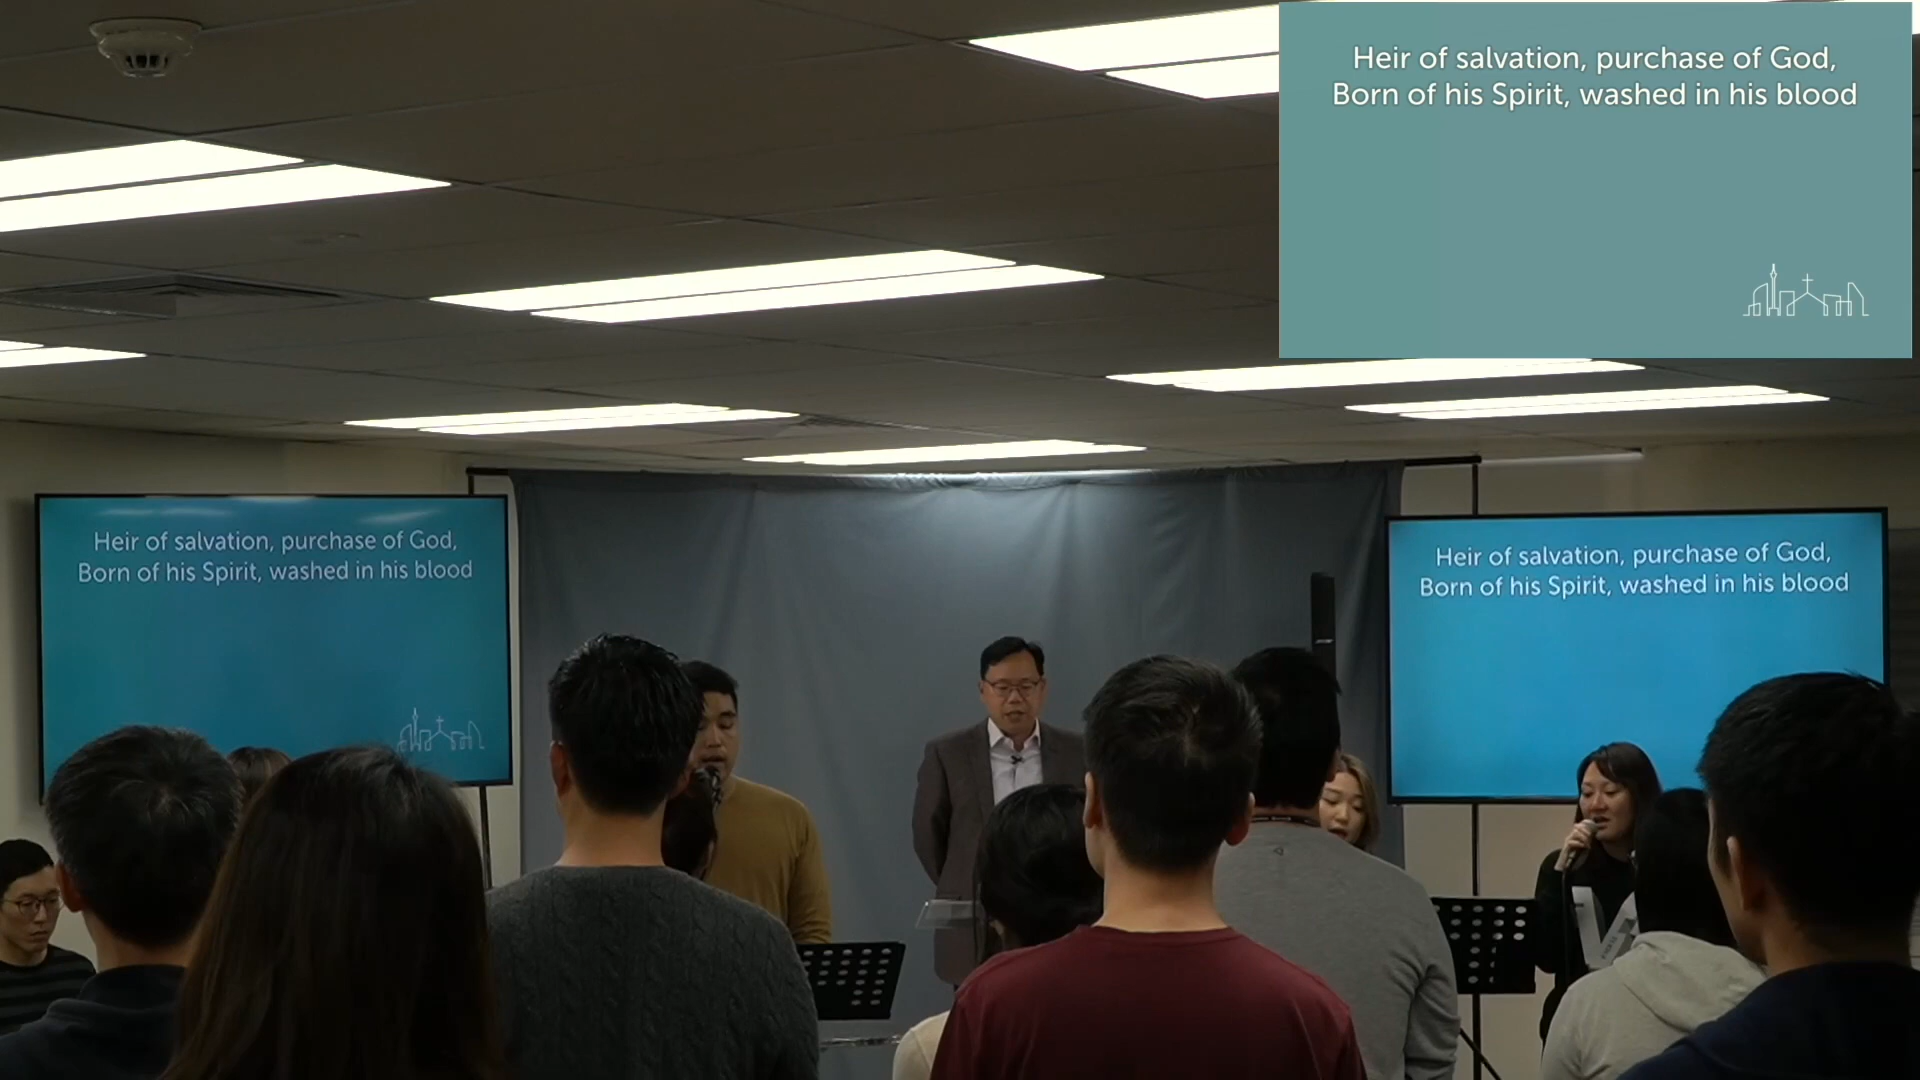 Heir of salvation, purchase of God,
Born of his Spirit, washed in his blood
Heir of salvation, purchase of God,
Born of his Spirit, washed in his blood
Heir of salvation, purchase of God,
Born of his Spirit, washed in his blood